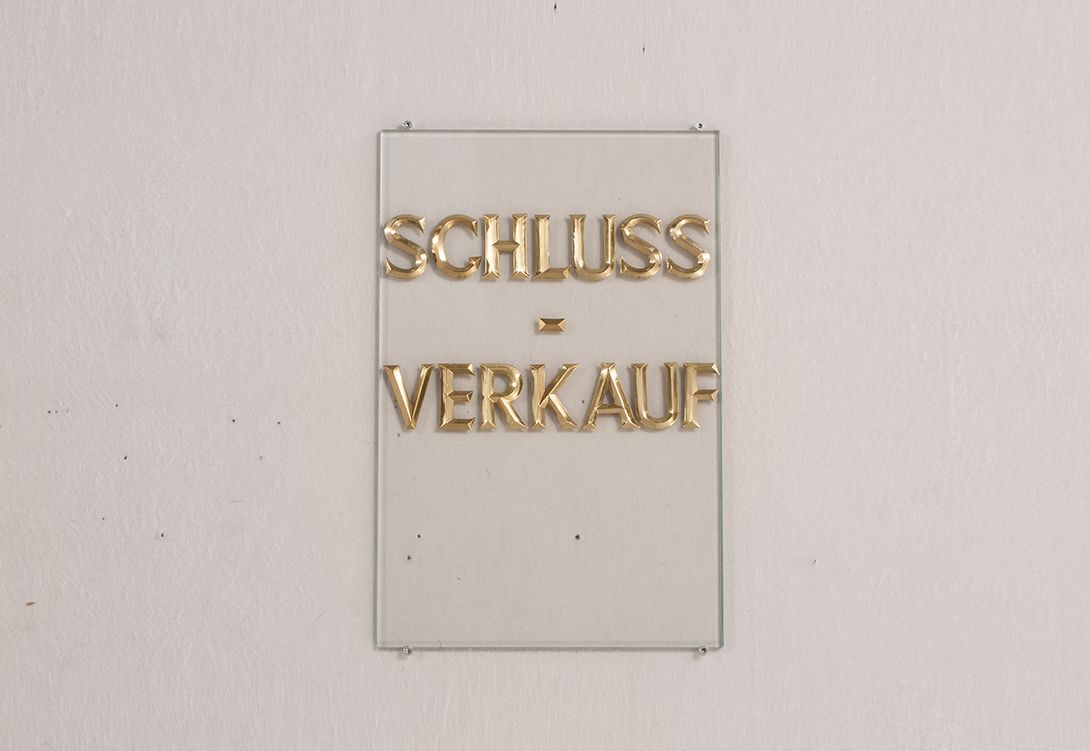 SCHLUSS
-
VERKAUF